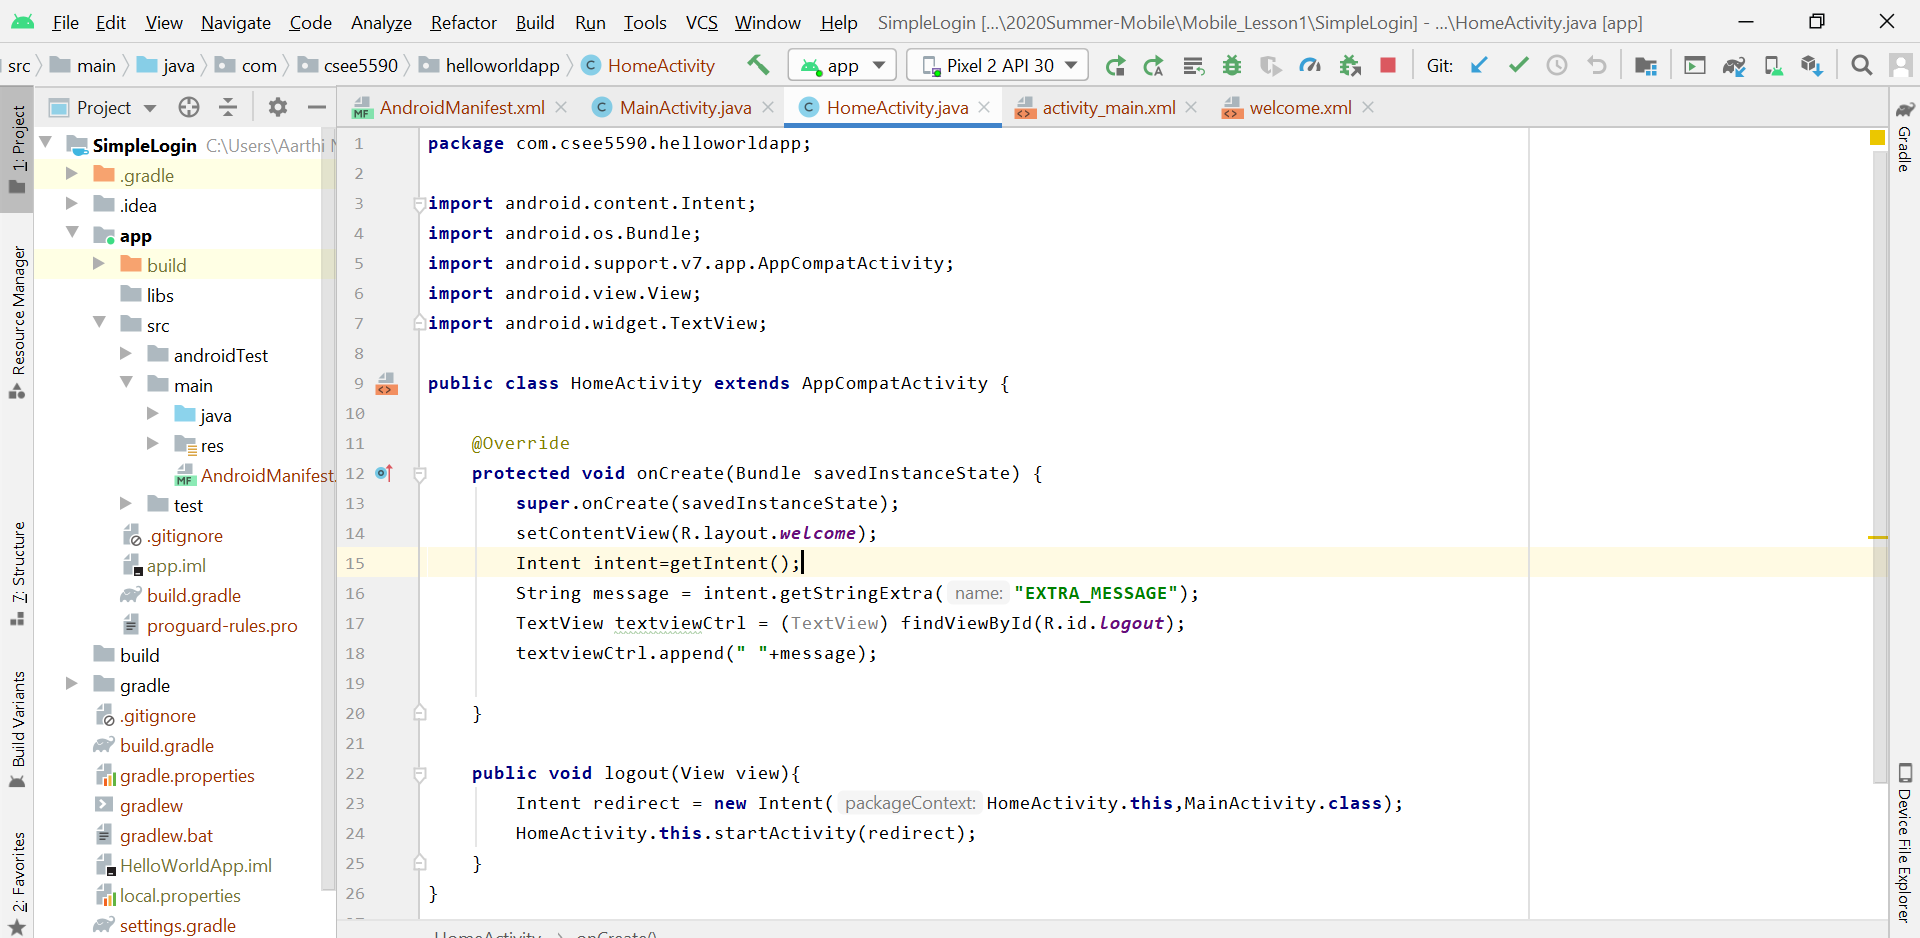 File Edit View Navigate Code Analyze Refactor Build Run Tools VCS Window Help SimpleLogin [...\2020Summer-Mobile\Mobile_Lesson1\SimpleLogin] - ...\HomeActivity.java [app]
src main java com csee5590 helloworldapp HomeActivity app Pixel 2 API 30 Git:
Project AndroidManifest.xml MainActivity.java HomeActivity.java activity_main.xml welcome.xml
1: Project
Resource Manager
7: Structure
Build Variants
2: Favorites
SimpleLogin C:\Users\Aarthi
.gradle
.idea
app
build
libs
src
androidTest
main
java
res
AndroidManifest.
test
.gitignore
app.iml
build.gradle
proguard-rules.pro
build
gradle
.gitignore
build.gradle
gradle.properties
gradlew
gradlew.bat
HelloWorldApp.iml
local.properties
settings.gradle
1 package com.csee5590.helloworldapp;
2
3 import android.content.Intent;
4 import android.os.Bundle;
5 import android.support.v7.app.AppCompatActivity;
6 import android.view.View;
7 import android.widget.TextView;
8
9 public class HomeActivity extends AppCompatActivity {
10
11 @Override
12 protected void onCreate(Bundle savedInstanceState) {
13 super.onCreate(savedInstanceState);
14 setContentView(R.layout.welcome);
15 Intent intent=getIntent();
16 String message = intent.getStringExtra( name: "EXTRA_MESSAGE");
17 TextView textviewCtrl = (TextView) findViewById(R.id.logout);
18 textviewCtrl.append(" "+message);
19
20 }
21
22 public void logout(View view){
23 Intent redirect = new Intent( packageContext: HomeActivity.this,MainActivity.class);
24 HomeActivity.this.startActivity(redirect);
25 }
26 }
HomeActivity onCreate()
Gradle
Device File Explorer